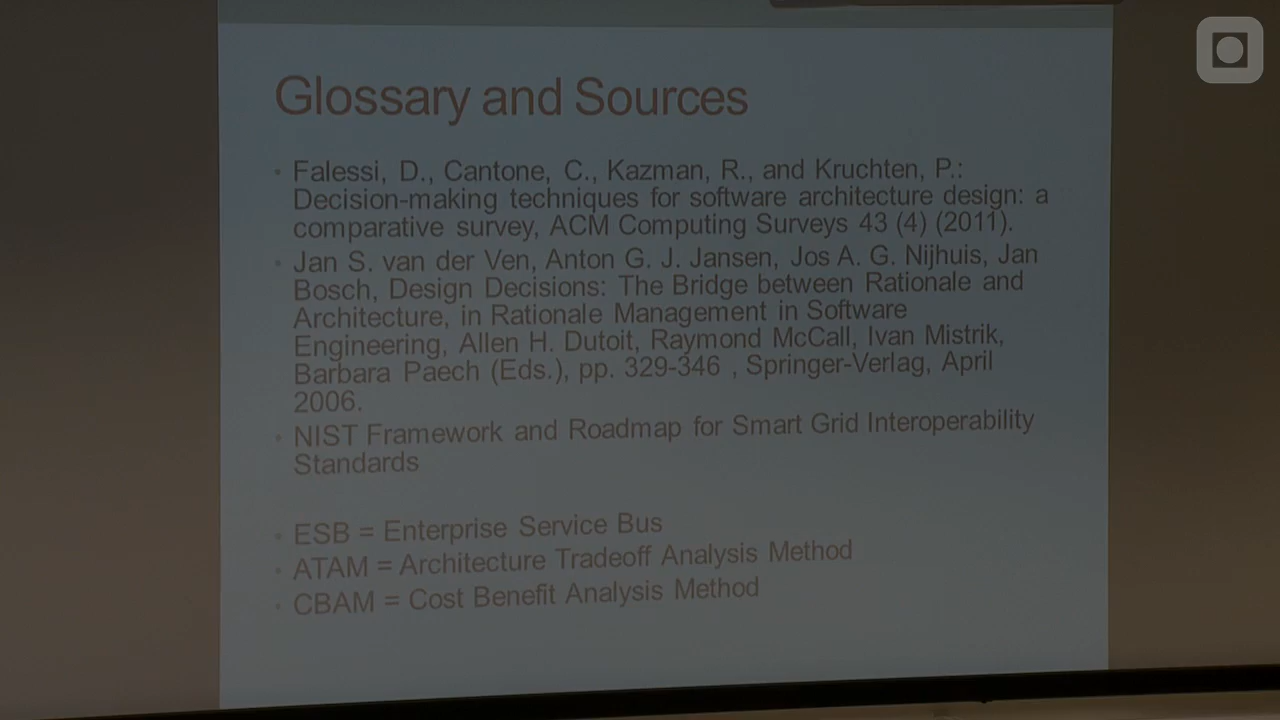 Glossary and Sources
• Falessi, D., Cantone, C., Kazman, R., and Kruchten, P.:
Decision-making techniques for software architecture design: a
comparative survey, ACM Computing Surveys 43 (4) (2011).
• Jan S. van der Ven, Anton G. J. Jansen, Jos A. G. Nijhuis, Jan
Bosch, Design Decisions: The Bridge between Rationale and
Architecture, in Rationale Management in Software
Engineering, Allen H. Dutoit, Raymond McCall, Ivan Mistrik,
Barbara Paech (Eds.), pp. 329-346 , Springer-Verlag, April
2006.
• NIST Framework and Roadmap for Smart Grid Interoperability
Standards
• ESB = Enterprise Service Bus
• ATAM = Architecture Tradeoff Analysis Method
• CBAM = Cost Benefit Analysis Method